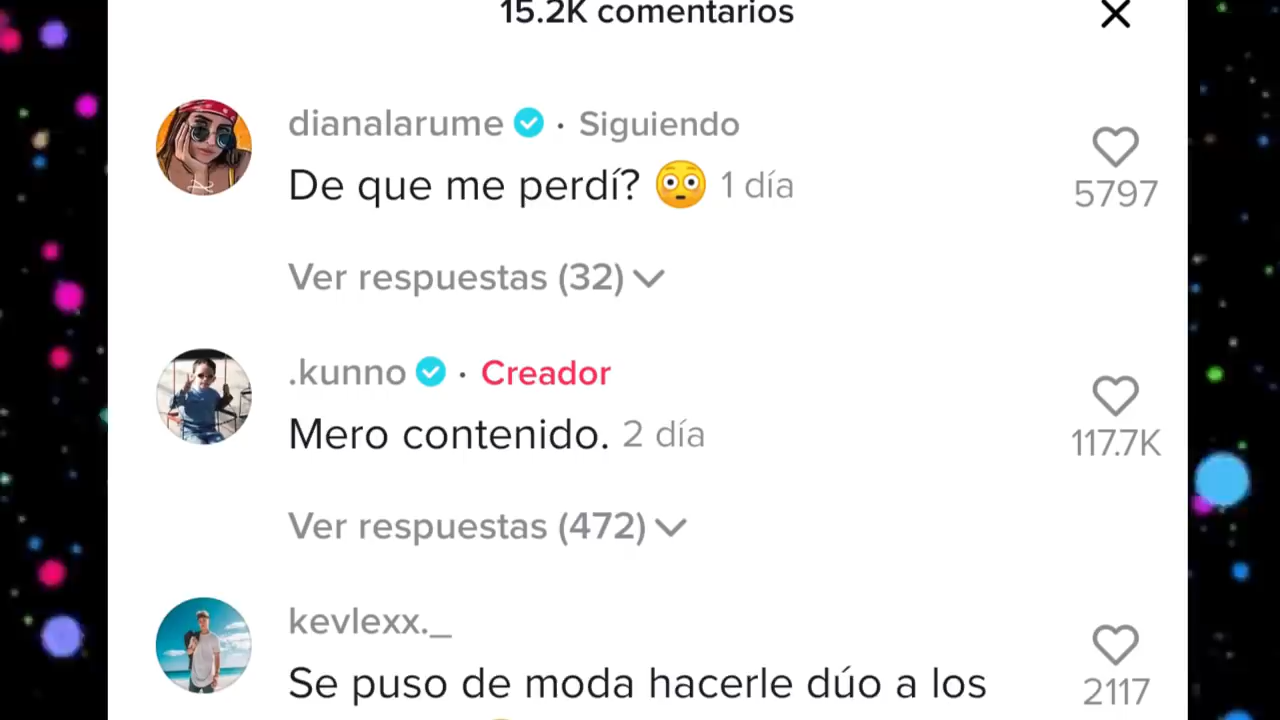 15.2K comentarios
dianalarume · Siguiendo
De que me perdí? 😳 1 día
5797
Ver respuestas (32)
.kunno · Creador
Mero contenido. 2 día
117.7K
Ver respuestas (472)
kevlexx._
Se puso de moda hacerle dúo a los
2117